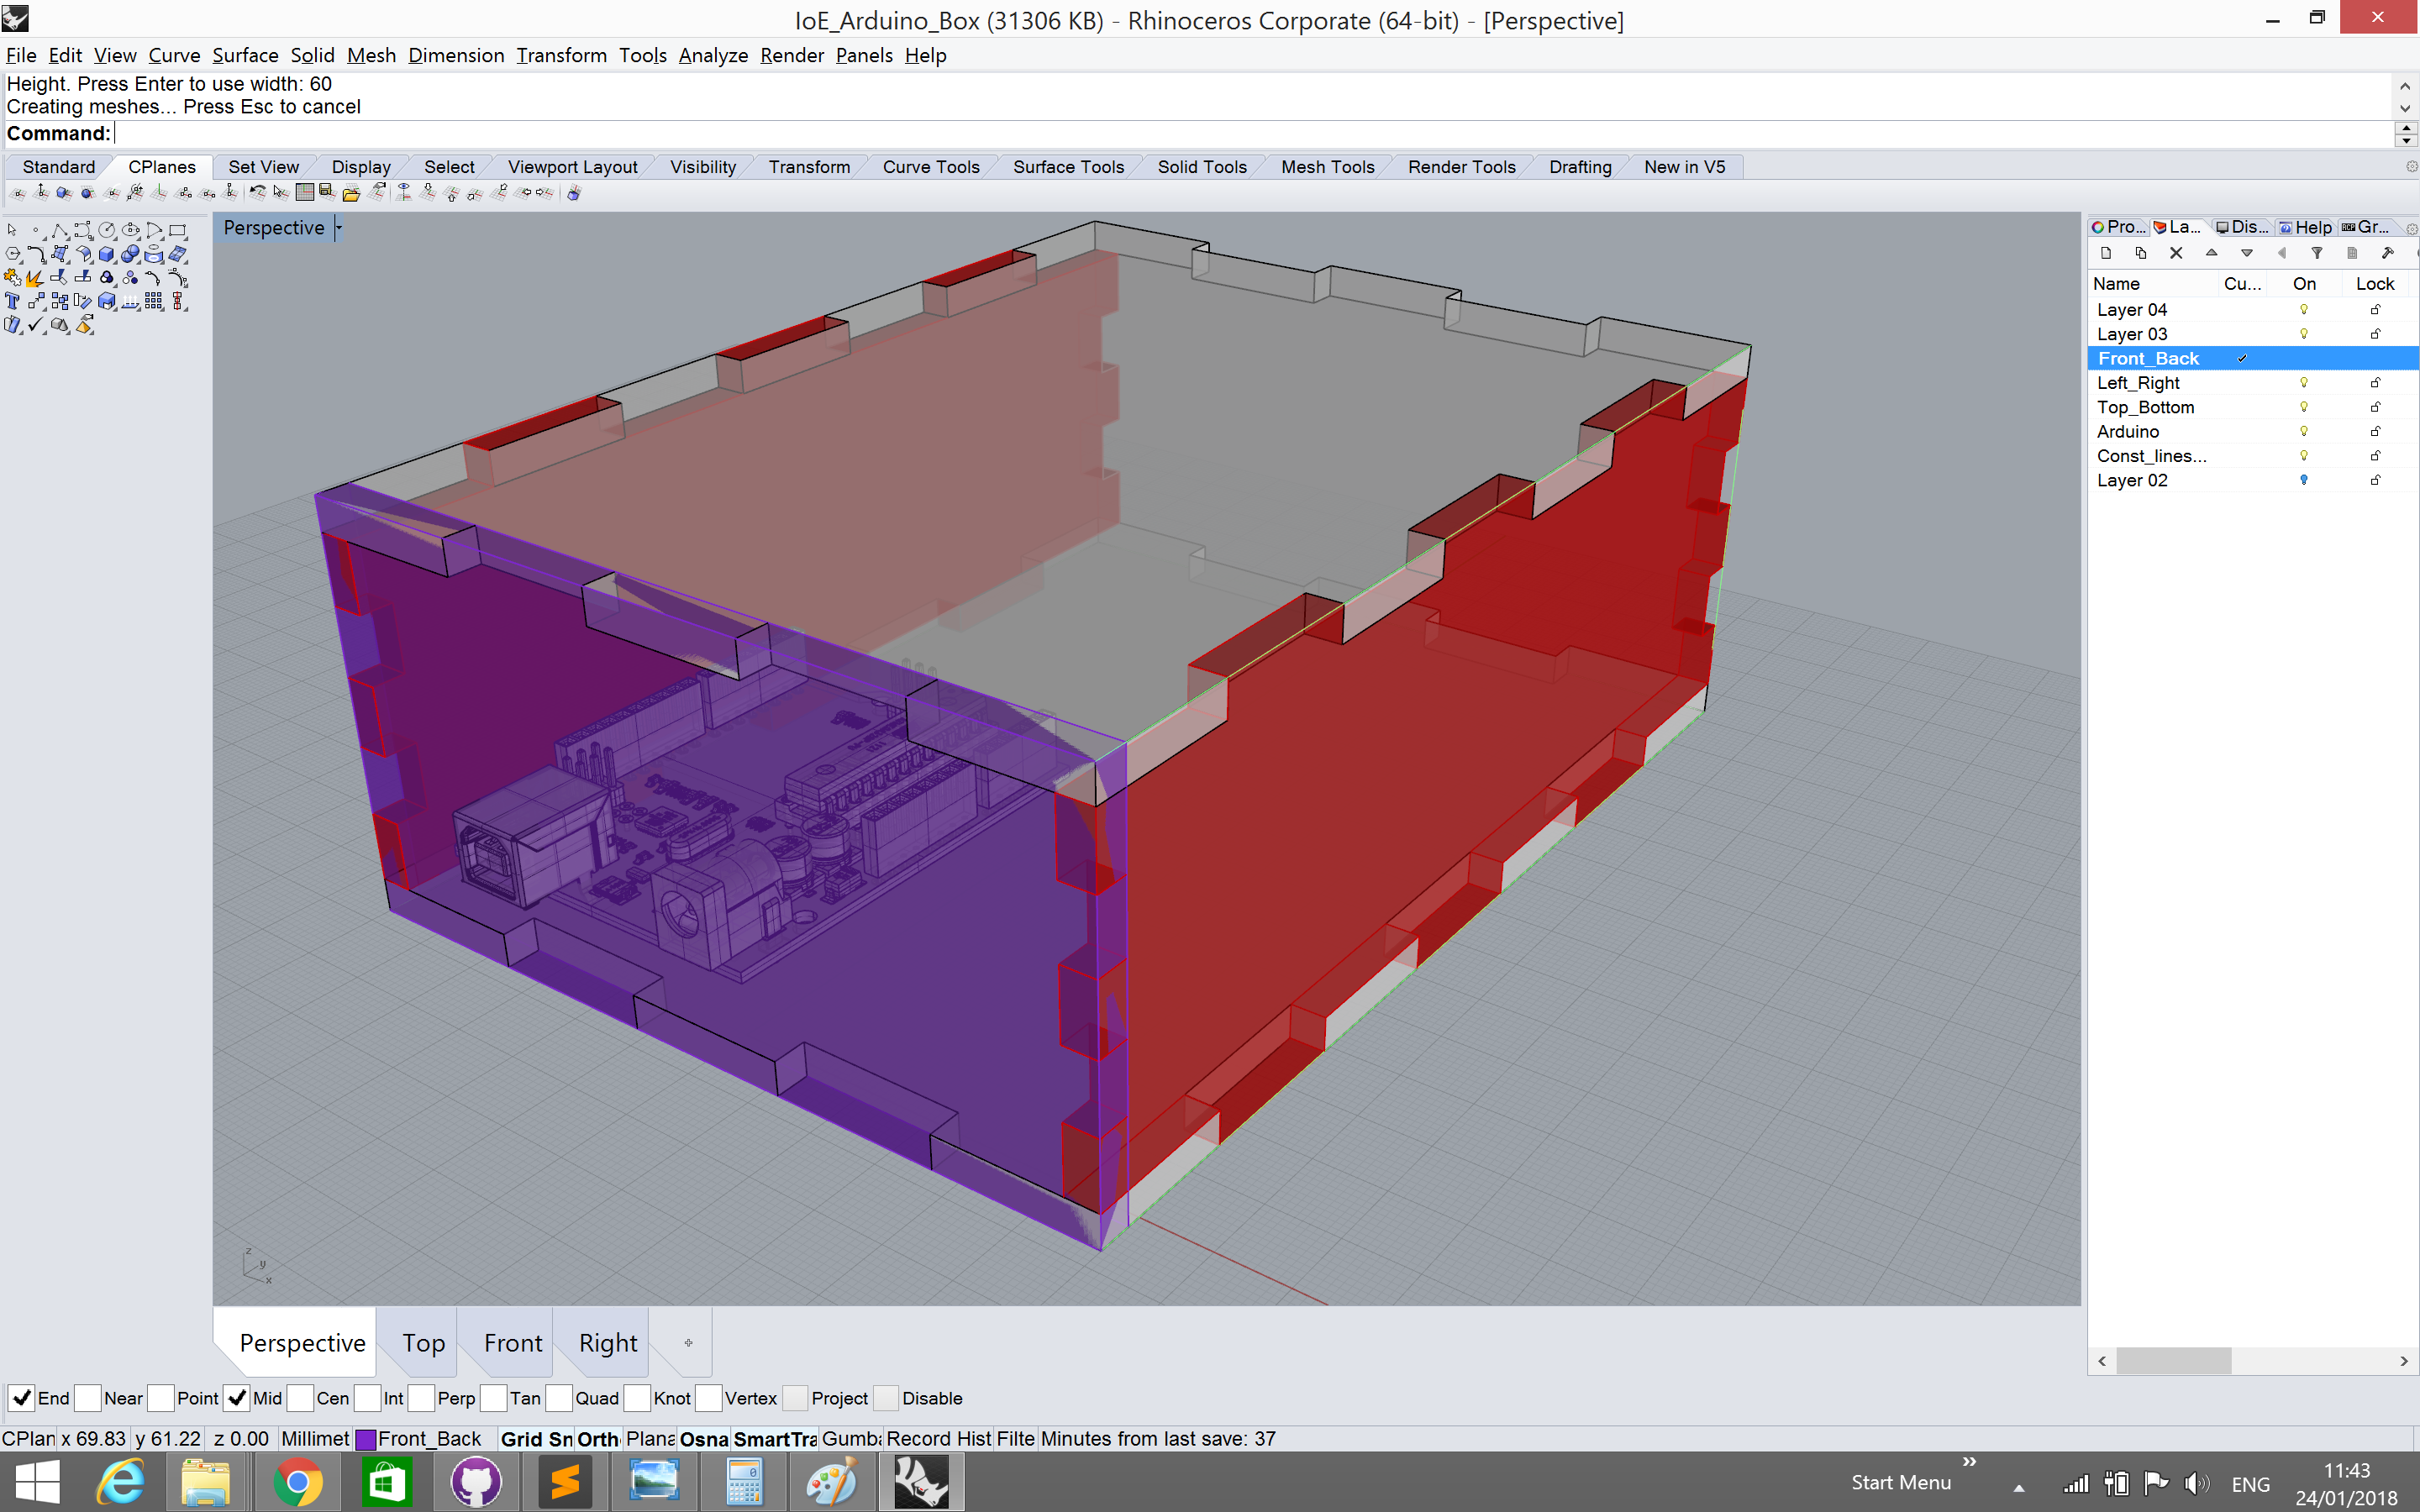 IoE_Arduino_Box (31306 KB) - Rhinoceros Corporate (64-bit) - [Perspective]
File Edit View Curve Surface Solid Mesh Dimension Transform Tools Analyze Render Panels Help
Height. Press Enter to use width: 60
Creating meshes... Press Esc to cancel
Command:
Standard CPlanes Set View Display Select Viewport Layout Visibility Transform Curve Tools Surface Tools Solid Tools Mesh Tools Render Tools Drafting New in V5
Perspective
Pro... La... Dis... Help Gr...
Name Cu... On Lock
Layer 04
Layer 03
Front_Back
Left_Right
Top_Bottom
Arduino
Const_lines...
Layer 02
z
y
x
Perspective Top Front Right
End Near Point Mid Cen Int Perp Tan Quad Knot Vertex Project Disable
CPlan x 69.83 y 61.22 z 0.00 Millimet Front_Back Grid Sn Orth Plana Osna SmartTra Gumba Record Hist Filte Minutes from last save: 37
Start Menu
ENG
11:43
24/01/2018